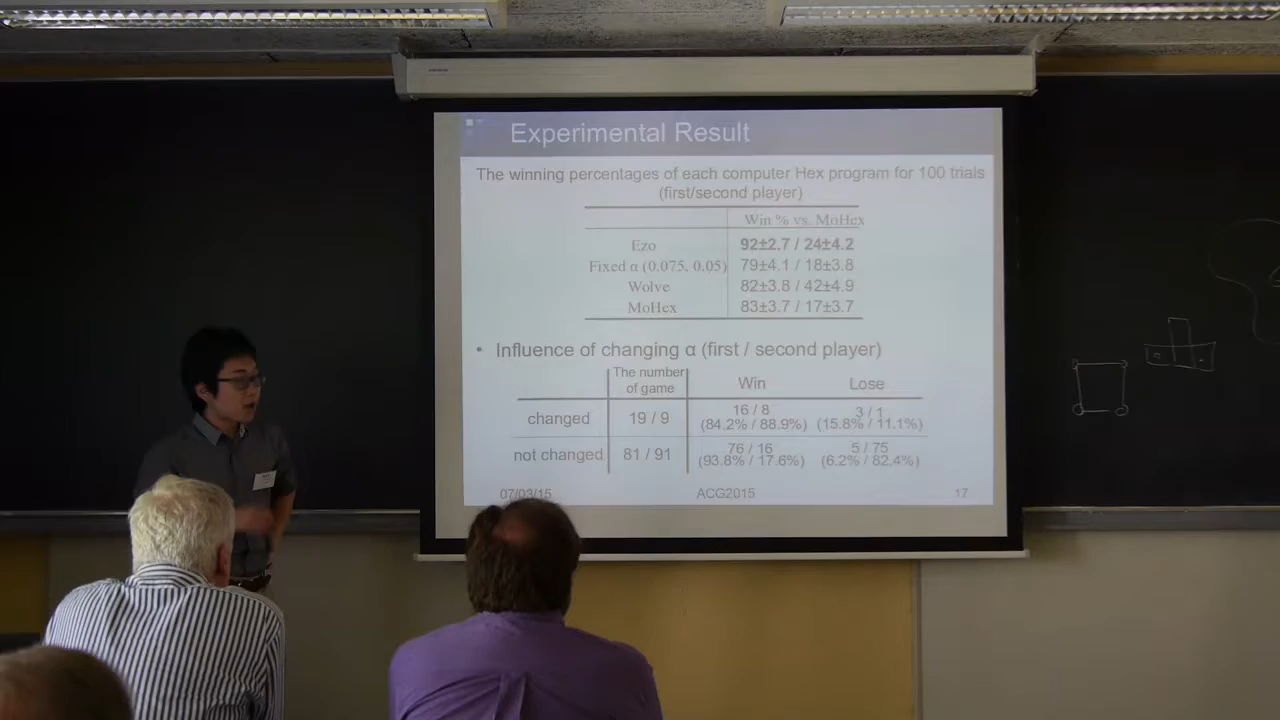 Experimental Result
The winning percentages of each computer Hex program for 100 trials
(first/second player)
Win % vs. MoHex
Ezo 92±2.7 / 24±4.2
Fixed α (0.075, 0.05) 79±4.1 / 18±3.8
Wolve 82±3.8 / 42±4.9
MoHex 83±3.7 / 17±3.7
• Influence of changing α (first / second player)
The number
of game Win Lose
changed 19 / 9 16 / 8 3 / 1
(84.2% / 88.9%) (15.8% / 11.1%)
not changed 81 / 91 76 / 16 5 / 75
(93.8% / 17.6%) (6.2% / 82.4%)
07/03/15 ACG2015 17